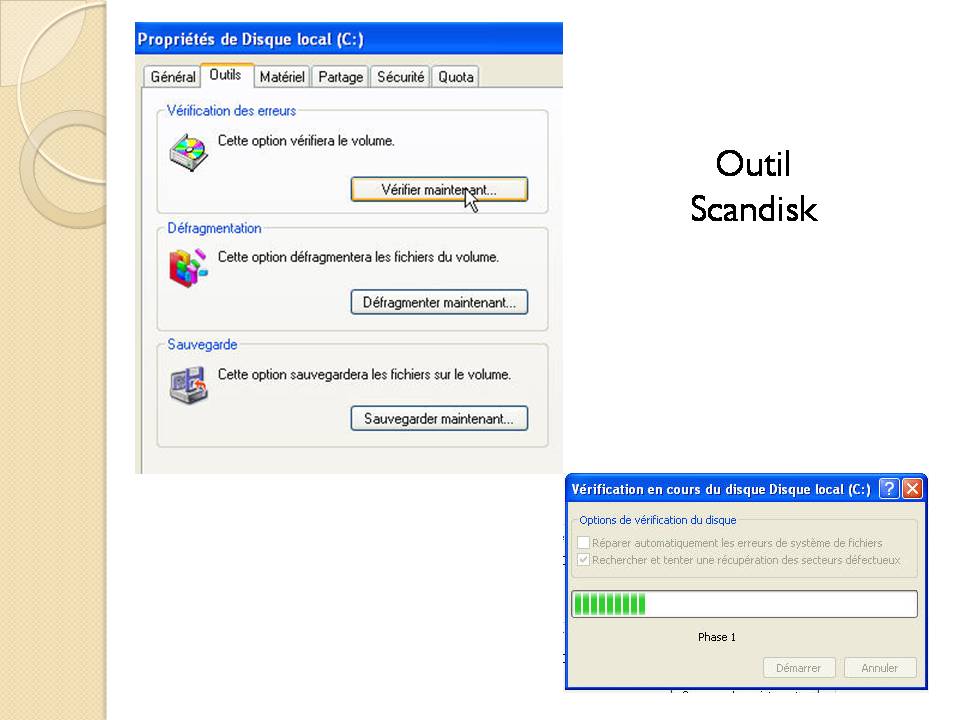 Propriétés de Disque local (C:)
Général Outils Matériel Partage Sécurité Quota
Vérification des erreurs
Cette option vérifiera le volume.
Vérifier maintenant...
Défragmentation
Cette option défragmentera les fichiers du volume.
Défragmenter maintenant...
Sauvegarde
Cette option sauvegardera les fichiers sur le volume.
Sauvegarder maintenant...
Outil
Scandisk
Vérification en cours du disque Disque local (C:)
Options de vérification du disque
Réparer automatiquement les erreurs de système de fichiers
Rechercher et tenter une récupération des secteurs défectueux
Phase 1
Démarrer Annuler